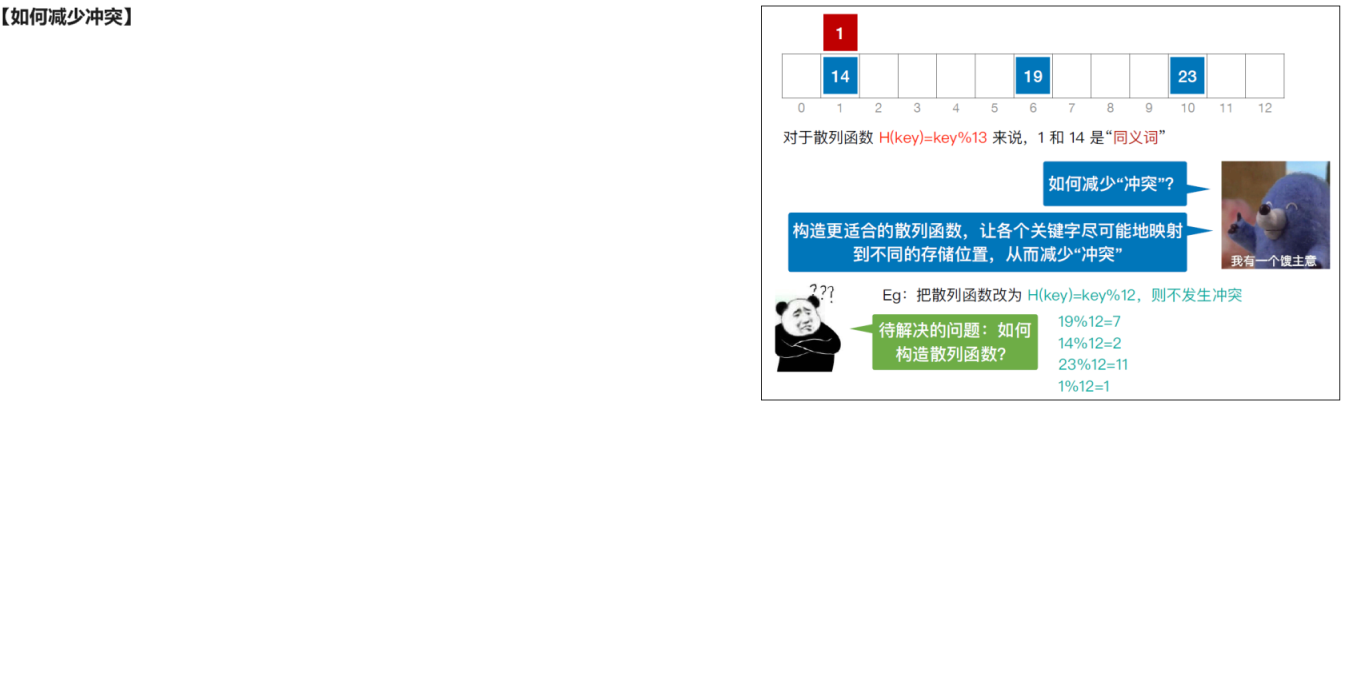 【如何减少冲突】
1
14 19 23
0 1 2 3 4 5 6 7 8 9 10 11 12
对于散列函数 H(key)=key%13 来说，1 和 14 是“同义词”
如何减少“冲突”？
构造更适合的散列函数，让各个关键字尽可能地映射
到不同的存储位置，从而减少“冲突”
我有一个馊主意
???
Eg：把散列函数改为 H(key)=key%12，则不发生冲突
待解决的问题：如何
构造散列函数？
19%12=7
14%12=2
23%12=11
1%12=1